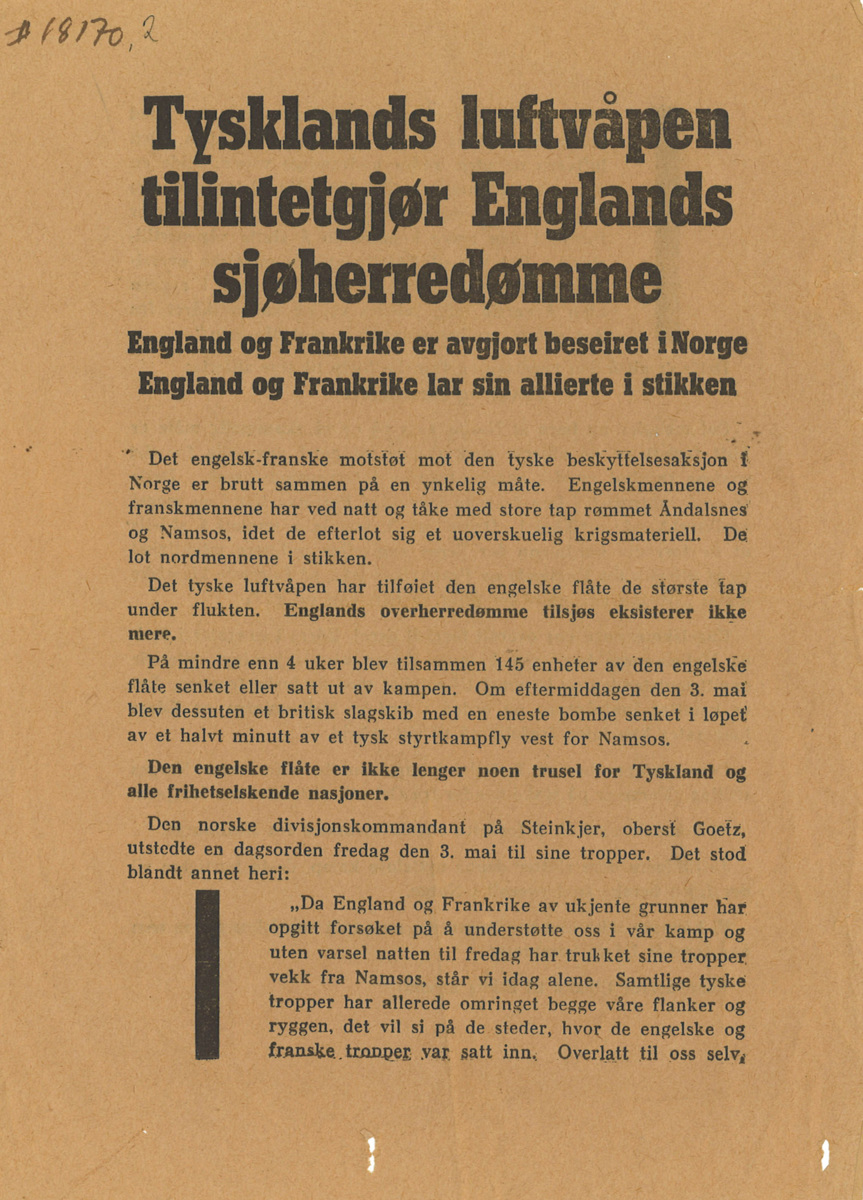 # 18170,2
Tysklands luftvåpen
tilintetgjør Englands
sjøherredømme
England og Frankrike er avgjort beseiret i Norge
England og Frankrike lar sin allierte i stikken
Det engelsk-franske motstøt mot den tyske beskyttelsesaksjon i
Norge er brutt sammen på en ynkelig måte. Engelskmennene og
franskmennene har ved natt og tåke med store tap rømmet Åndalsnes
og Namsos, idet de efterlot sig et uoverskuelig krigsmateriell. De
lot nordmennene i stikken.
Det tyske luftvåpen har tilføiet den engelske flåte de største tap
under flukten. Englands overherredømme tilsjøs eksisterer ikke
mere.
På mindre enn 4 uker blev tilsammen 145 enheter av den engelske
flåte senket eller satt ut av kampen. Om eftermiddagen den 3. mai
blev dessuten et britisk slagskib med en eneste bombe senket i løpet
av et halvt minutt av et tysk styrtkampfly vest for Namsos.
Den engelske flåte er ikke lenger noen trusel for Tyskland og
alle frihetselskende nasjoner.
Den norske divisjonskommandant på Steinkjer, oberst Goetz,
utstedte en dagsorden fredag den 3. mai til sine tropper. Det stod
blandt annet heri:
„Da England og Frankrike av ukjente grunner har
opgitt forsøket på å understøtte oss i vår kamp og
uten varsel natten til fredag har trukket sine tropper
vekk fra Namsos, står vi idag alene. Samtlige tyske
tropper har allerede omringet begge våre flanker og
ryggen, det vil si på de steder, hvor de engelske og
franske tropper var satt inn. Overlatt til oss selv,